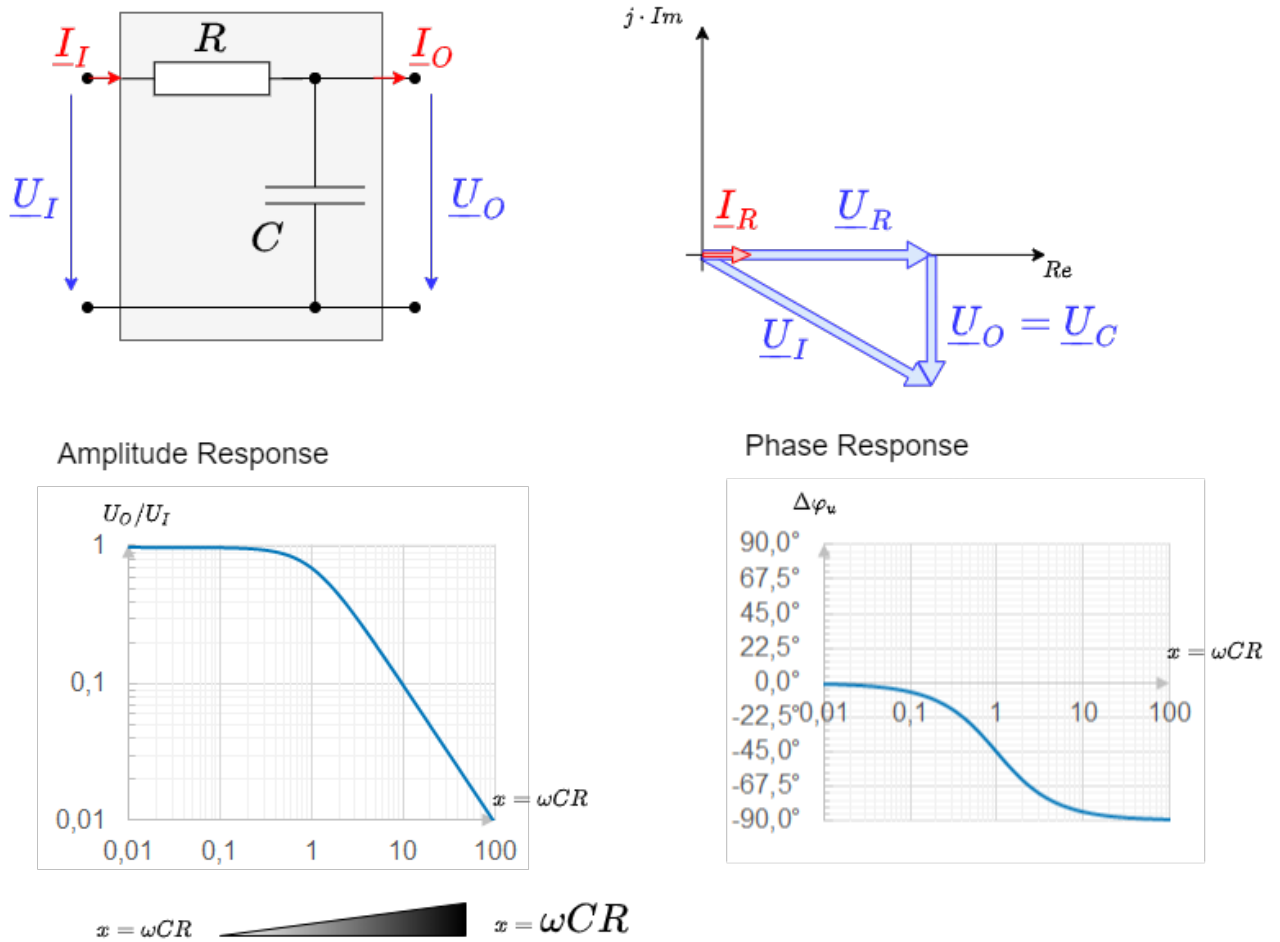 I_I
R
I_O
U_I
C
U_O
j · Im
I_R
U_R
Re
U_I
U_O = U_C
Amplitude Response
U_O/U_I
1
0,1
0,01
0,01 0,1 1 10 100
x = ωCR
Phase Response
Δφ_u
90,0°
67,5°
45,0°
22,5°
0,0°
-22,5°
-45,0°
-67,5°
-90,0°
0,01 0,1 1 10 100
x = ωCR
x = ωCR
x = ωCR